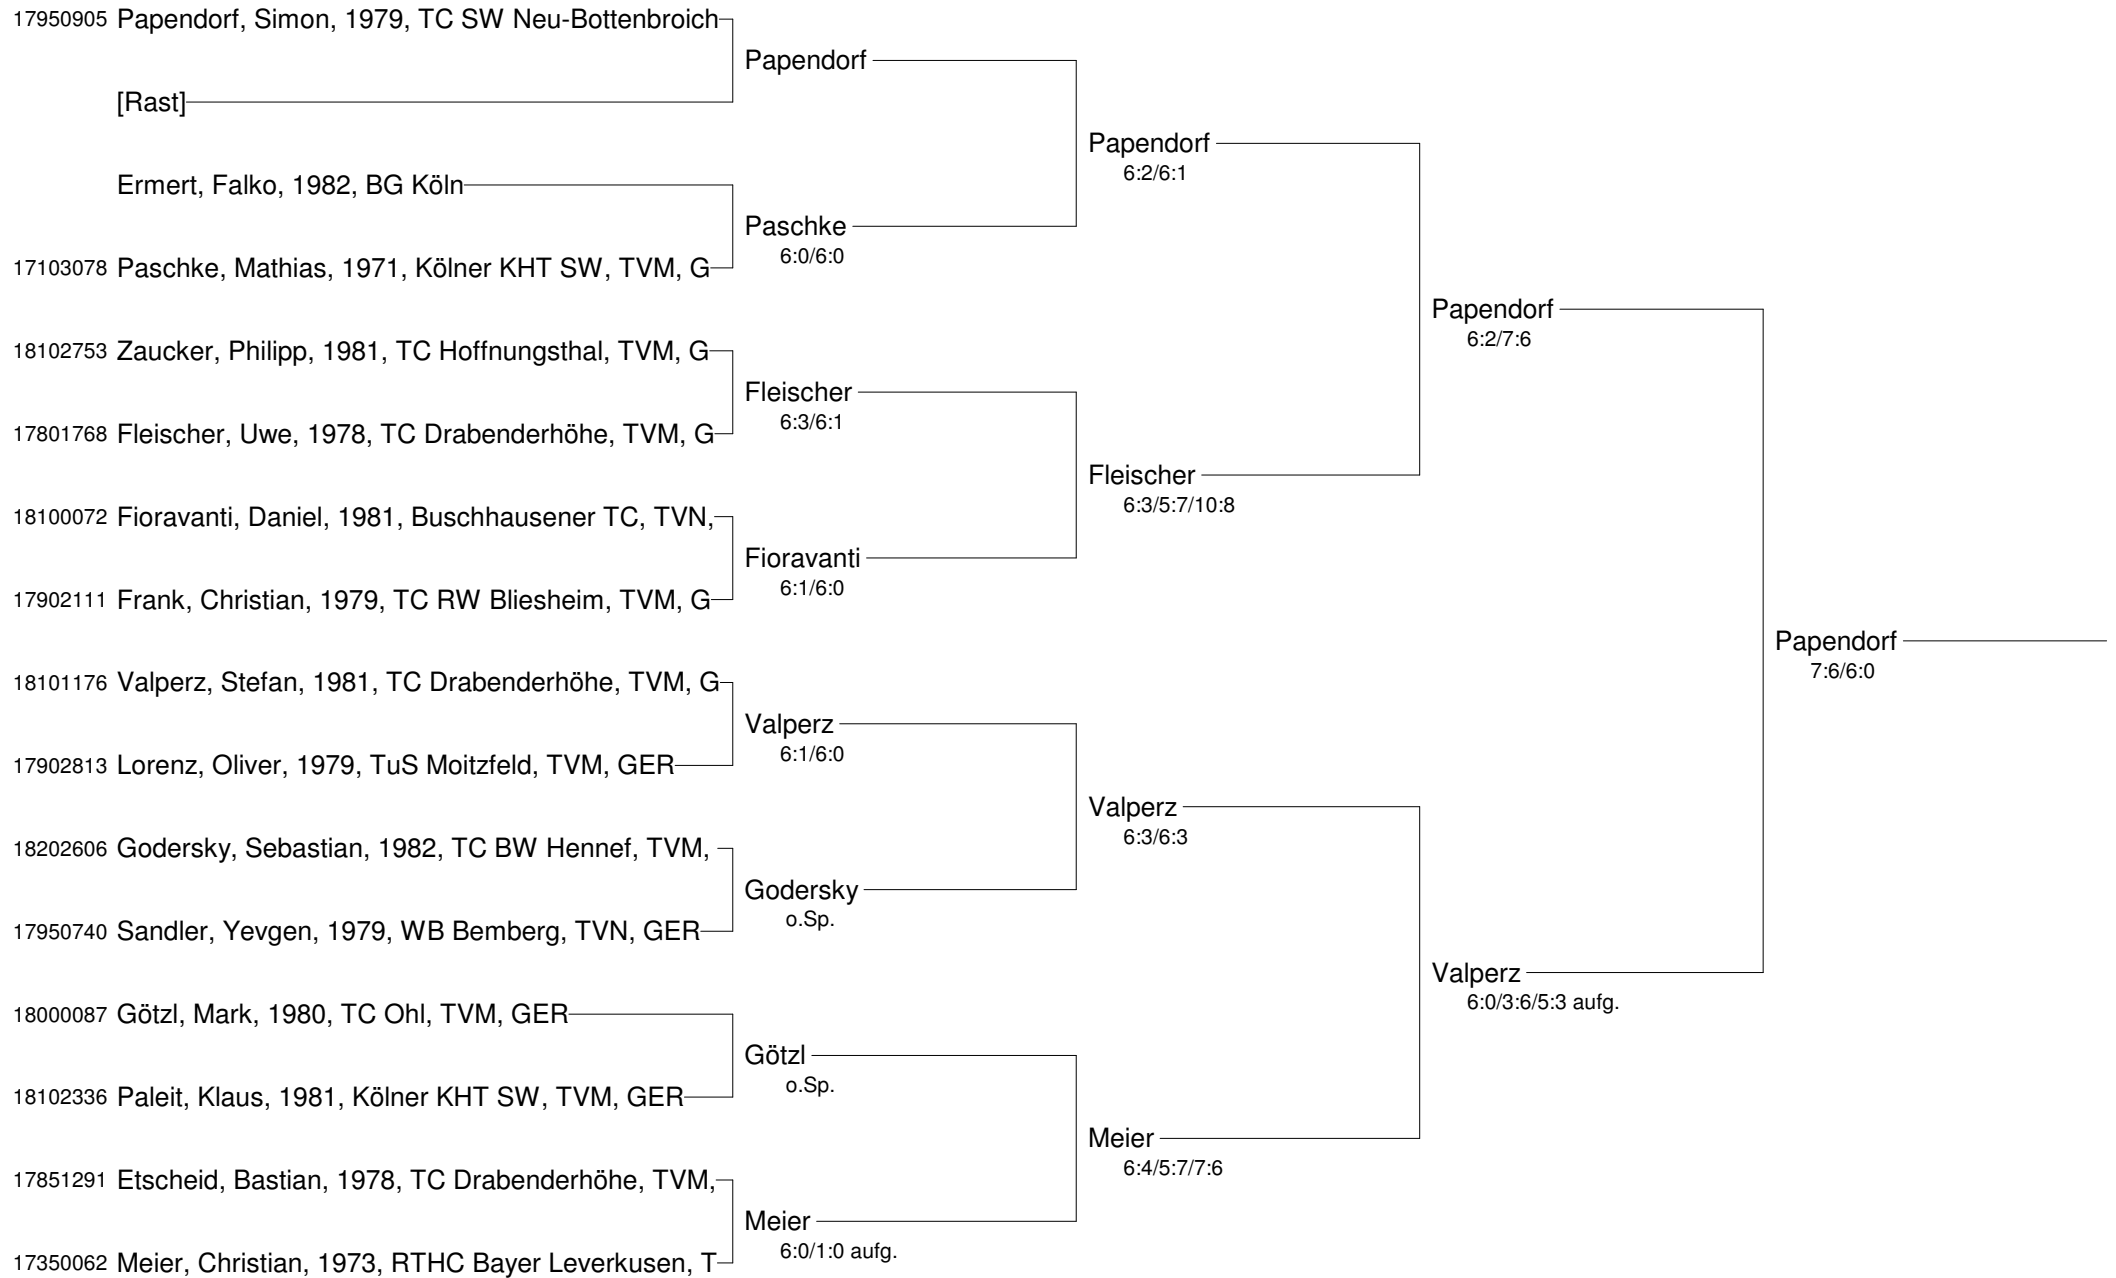 17950905 Papendorf, Simon, 1979, TC SW Neu-Bottenbroich
Papendorf
[Rast]
Papendorf
6:2/6:1
Ermert, Falko, 1982, BG Köln
Paschke
6:0/6:0
17103078 Paschke, Mathias, 1971, Kölner KHT SW, TVM, G
Papendorf
6:2/7:6
18102753 Zaucker, Philipp, 1981, TC Hoffnungsthal, TVM, G
Fleischer
6:3/6:1
17801768 Fleischer, Uwe, 1978, TC Drabenderhöhe, TVM, G
Fleischer
6:3/5:7/10:8
18100072 Fioravanti, Daniel, 1981, Buschhausener TC, TVN,
Fioravanti
6:1/6:0
17902111 Frank, Christian, 1979, TC RW Bliesheim, TVM, G
Papendorf
7:6/6:0
18101176 Valperz, Stefan, 1981, TC Drabenderhöhe, TVM, G
Valperz
6:1/6:0
17902813 Lorenz, Oliver, 1979, TuS Moitzfeld, TVM, GER
Valperz
6:3/6:3
18202606 Godersky, Sebastian, 1982, TC BW Hennef, TVM,
Godersky
o.Sp.
17950740 Sandler, Yevgen, 1979, WB Bemberg, TVN, GER
Valperz
6:0/3:6/5:3 aufg.
18000087 Götzl, Mark, 1980, TC Ohl, TVM, GER
Götzl
o.Sp.
18102336 Paleit, Klaus, 1981, Kölner KHT SW, TVM, GER
Meier
6:4/5:7/7:6
17851291 Etscheid, Bastian, 1978, TC Drabenderhöhe, TVM,
Meier
6:0/1:0 aufg.
17350062 Meier, Christian, 1973, RTHC Bayer Leverkusen, T